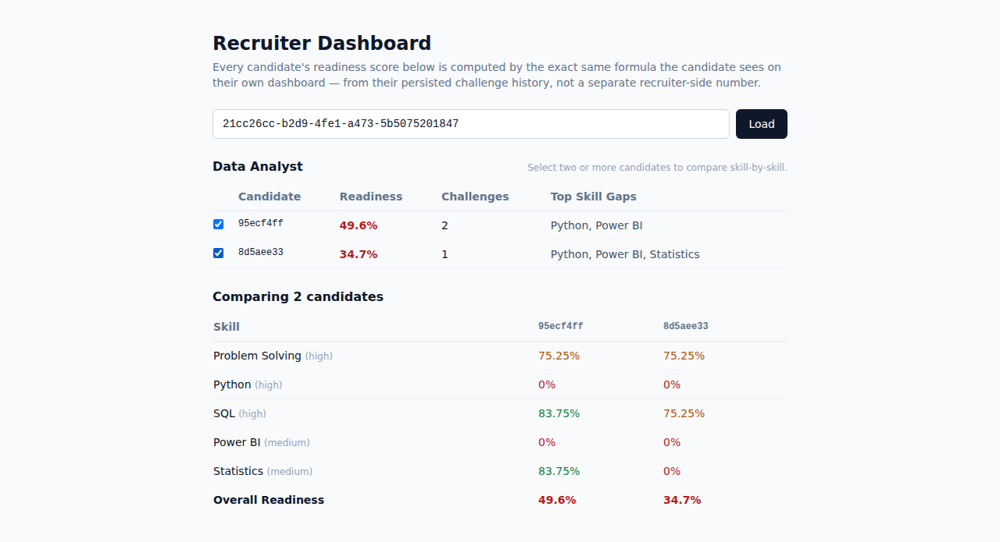 Recruiter Dashboard
Every candidate's readiness score below is computed by the exact same formula the candidate sees on
their own dashboard — from their persisted challenge history, not a separate recruiter-side number.
21cc26cc-b2d9-4fe1-a473-5b5075201847 Load
Data Analyst Select two or more candidates to compare skill-by-skill.
Candidate Readiness Challenges Top Skill Gaps
95ecf4ff 49.6% 2 Python, Power BI
8d5aee33 34.7% 1 Python, Power BI, Statistics
Comparing 2 candidates
Skill 95ecf4ff 8d5aee33
Problem Solving (high) 75.25% 75.25%
Python (high) 0% 0%
SQL (high) 83.75% 75.25%
Power BI (medium) 0% 0%
Statistics (medium) 83.75% 0%
Overall Readiness 49.6% 34.7%